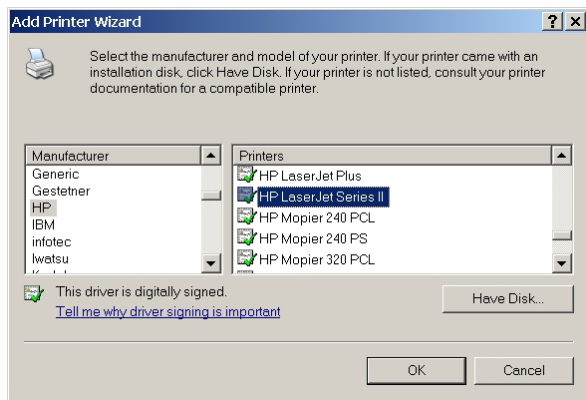 Add Printer Wizard
Select the manufacturer and model of your printer. If your printer came with an
installation disk, click Have Disk. If your printer is not listed, consult your printer
documentation for a compatible printer.
Manufacturer
Generic
Gestetner
HP
IBM
infotec
Iwatsu
Printers
HP LaserJet Plus
HP LaserJet Series II
HP Mopier 240 PCL
HP Mopier 240 PS
HP Mopier 320 PCL
This driver is digitally signed.
Tell me why driver signing is important
Have Disk...
OK
Cancel